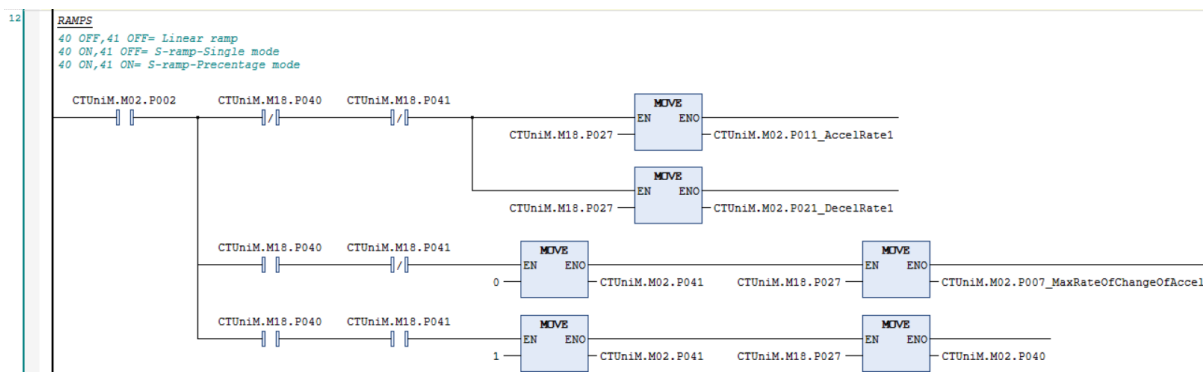 12
RAMPS
40 OFF,41 OFF= Linear ramp
40 ON,41 OFF= S-ramp-Single mode
40 ON,41 ON= S-ramp-Precentage mode
CTUniM.M02.P002 CTUniM.M18.P040 CTUniM.M18.P041 MOVE
EN ENO
CTUniM.M18.P027 CTUniM.M02.P011_AccelRate1
MOVE
EN ENO
CTUniM.M18.P027 CTUniM.M02.P021_DecelRate1
CTUniM.M18.P040 CTUniM.M18.P041 MOVE MOVE
EN ENO EN ENO
0 CTUniM.M02.P041 CTUniM.M18.P027 CTUniM.M02.P007_MaxRateOfChangeOfAccel
CTUniM.M18.P040 CTUniM.M18.P041 MOVE MOVE
EN ENO EN ENO
1 CTUniM.M02.P041 CTUniM.M18.P027 CTUniM.M02.P040